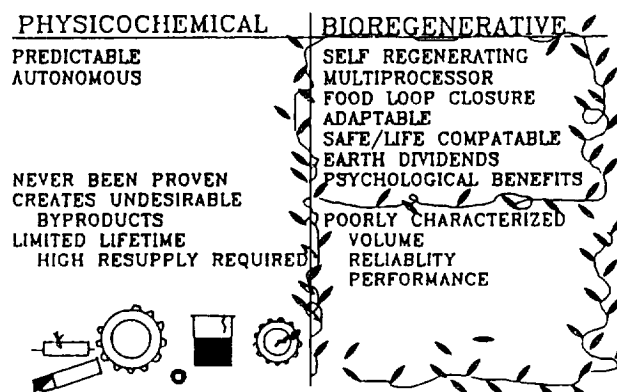 PHYSICOCHEMICAL
PREDICTABLE
AUTONOMOUS
NEVER BEEN PROVEN
CREATES UNDESIRABLE
BYPRODUCTS
LIMITED LIFETIME
HIGH RESUPPLY REQUIRED
BIOREGENERATIVE
SELF REGENERATING
MULTIPROCESSOR
FOOD LOOP CLOSURE
ADAPTABLE
SAFE/LIFE COMPATABLE
EARTH DIVIDENDS
PSYCHOLOGICAL BENEFITS
POORLY CHARACTERIZED
VOLUME
RELIABLITY
PERFORMANCE